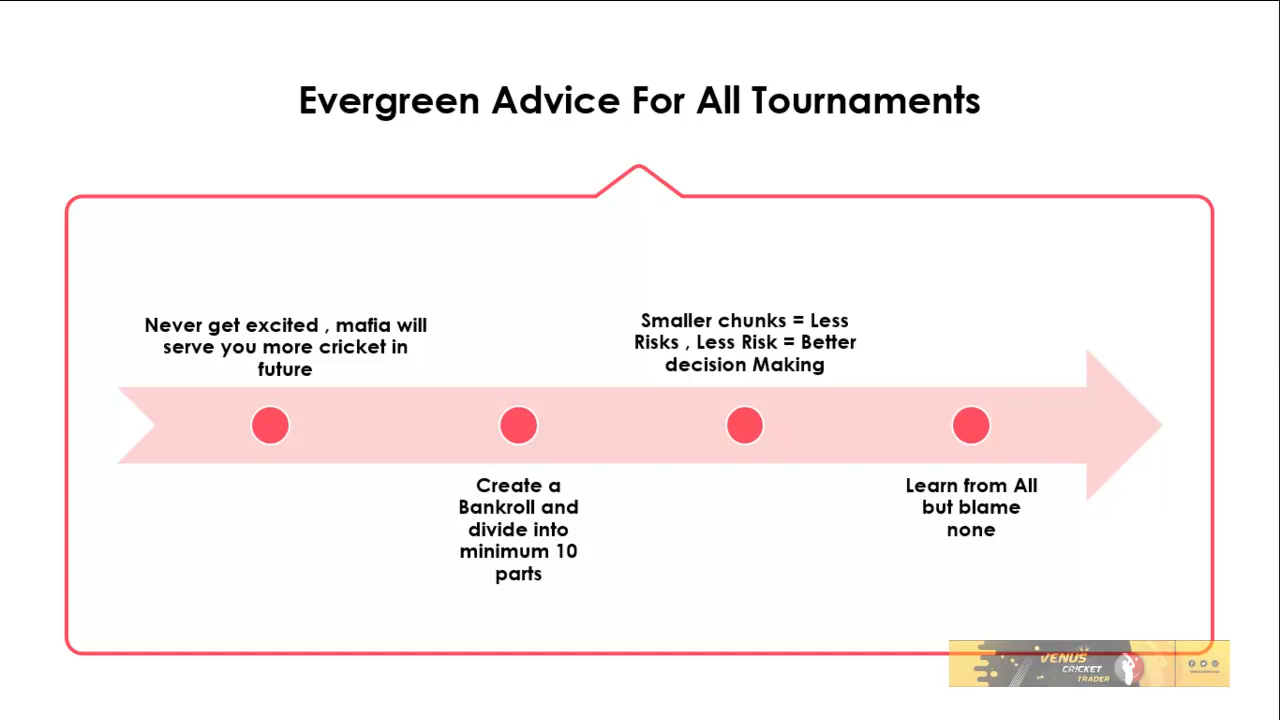 Evergreen Advice For All Tournaments
Never get excited , mafia will
serve you more cricket in
future
Smaller chunks = Less
Risks , Less Risk = Better
decision Making
Create a
Bankroll and
divide into
minimum 10
parts
Learn from All
but blame
none
VENUS
CRICKET
TRADER